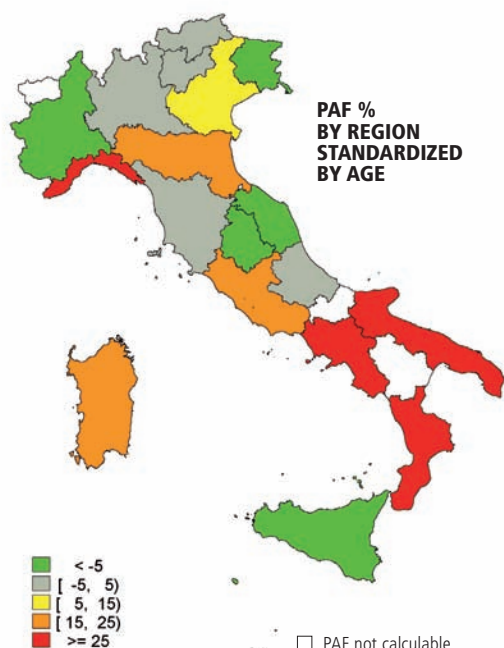 PAF %
BY REGION
STANDARDIZED
BY AGE
< -5
[ -5, 5)
[ 5, 15)
[ 15, 25)
>= 25
PAF not calculable